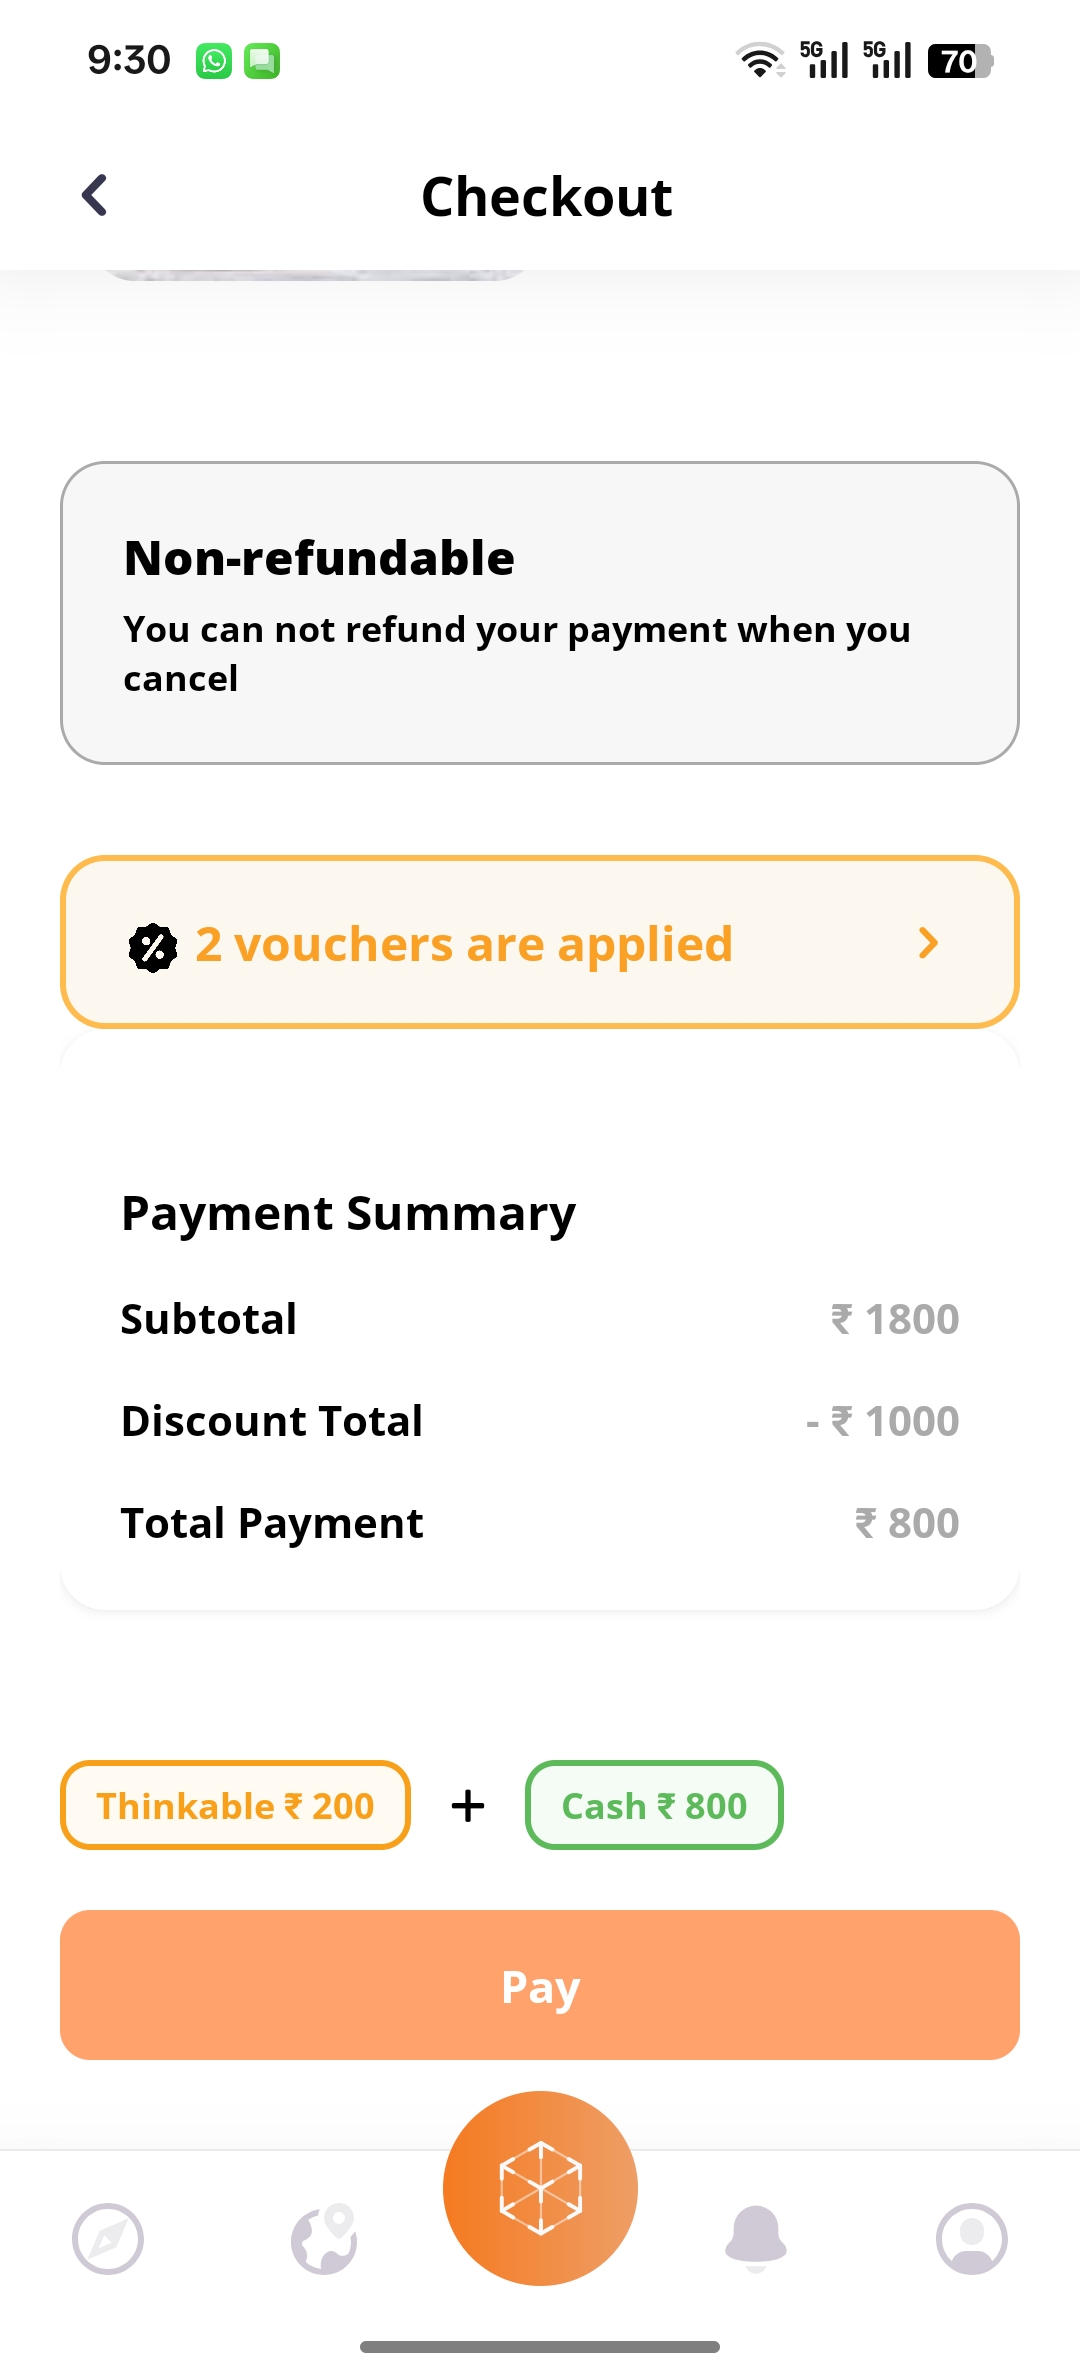 9:30
5G 5G 70
Checkout
Non-refundable
You can not refund your payment when you
cancel
2 vouchers are applied
Payment Summary
Subtotal ₹ 1800
Discount Total - ₹ 1000
Total Payment ₹ 800
Thinkable ₹ 200 + Cash ₹ 800
Pay